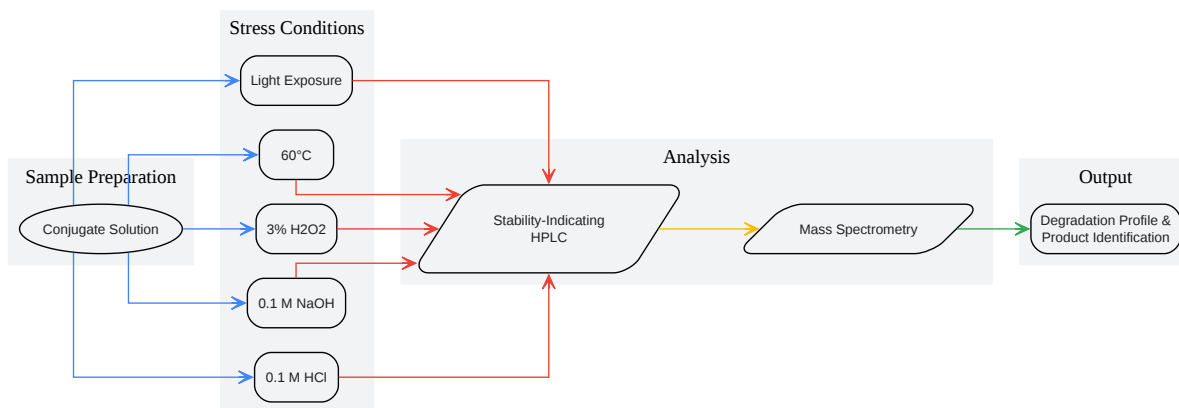 Stress Conditions
Light Exposure
60°C
3% H2O2
0.1 M NaOH
0.1 M HCl
Sample Preparation
Conjugate Solution
Analysis
Stability-Indicating
HPLC
Mass Spectrometry
Output
Degradation Profile &
Product Identification